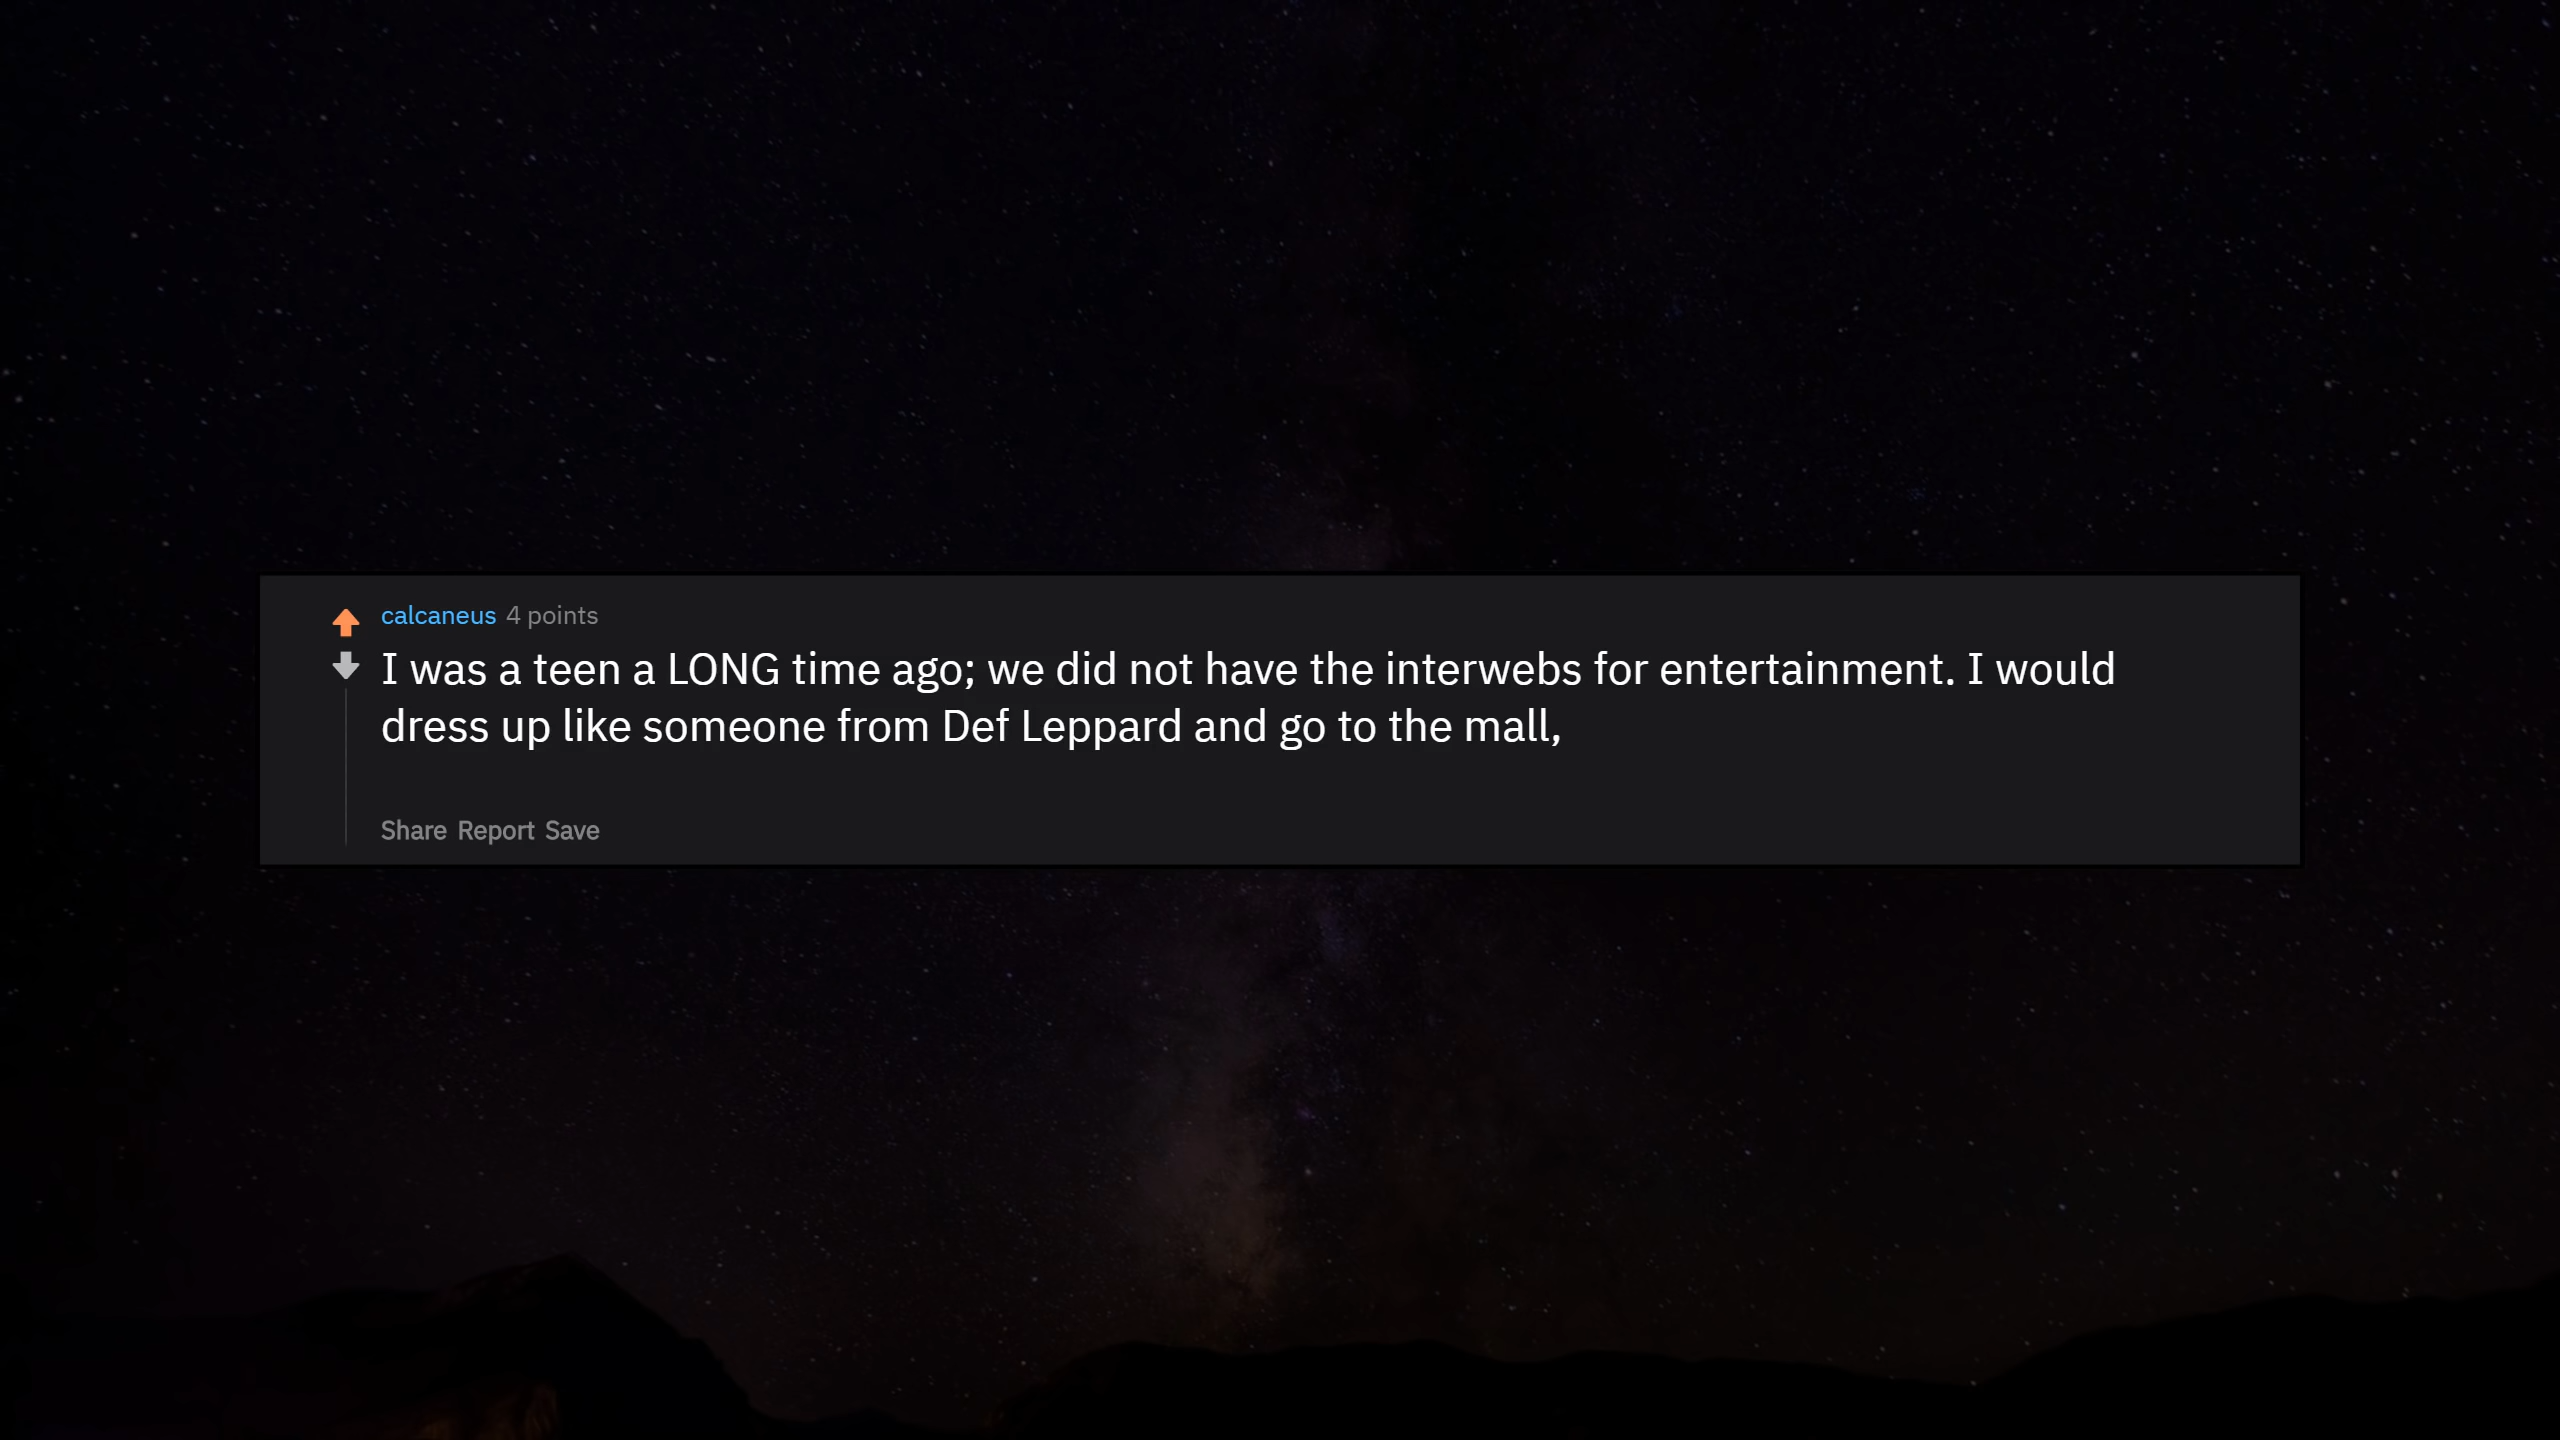 calcaneus 4 points
I was a teen a LONG time ago; we did not have the interwebs for entertainment. I would
dress up like someone from Def Leppard and go to the mall,
Share Report Save